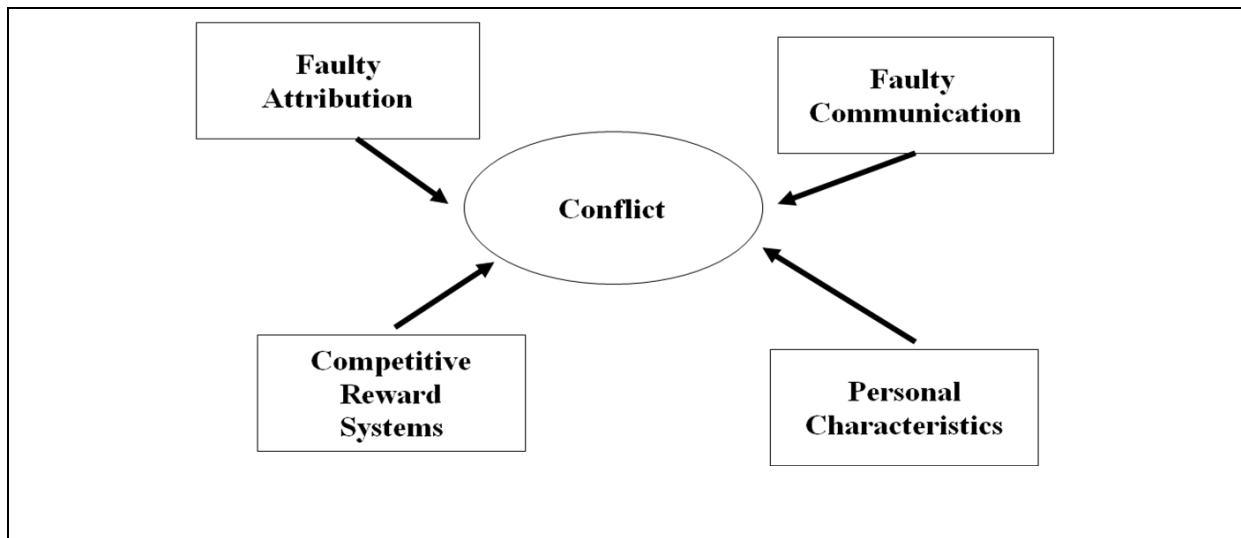 Faulty
Attribution
Faulty
Communication
Conflict
Competitive
Reward
Systems
Personal
Characteristics